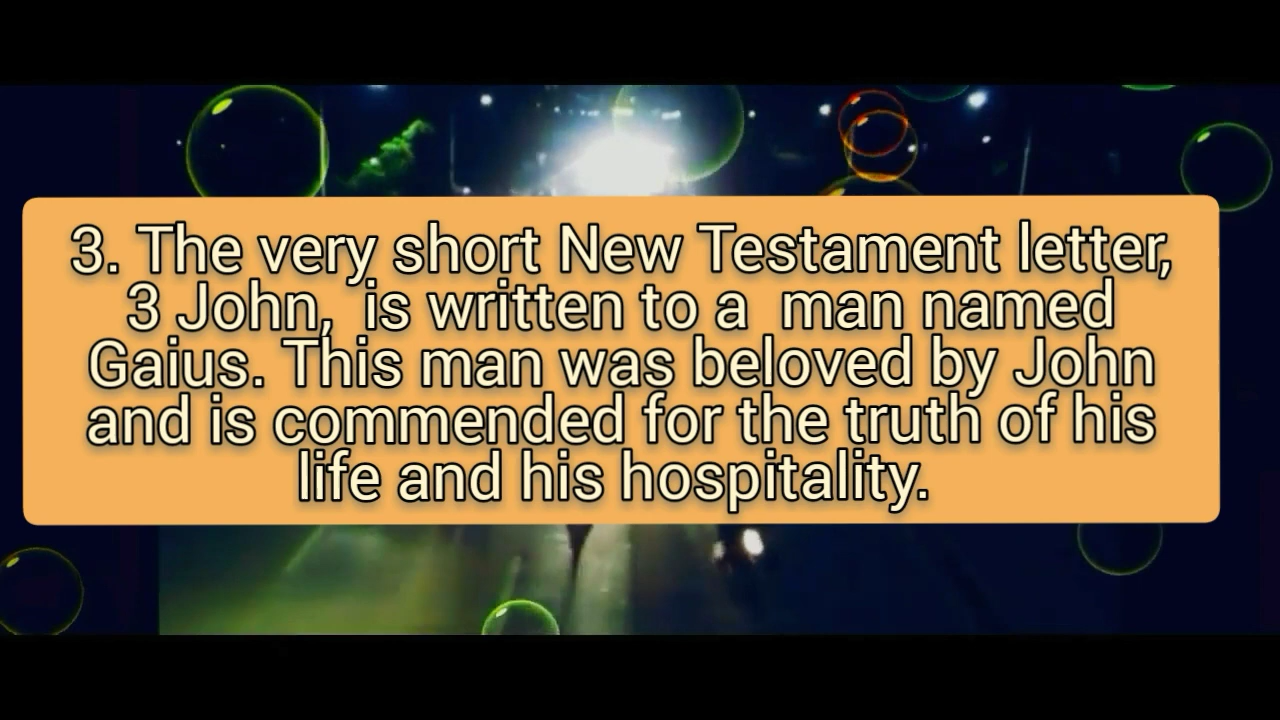 3. The very short New Testament letter,
3 John,  is written to a  man named
Gaius. This man was beloved by John
and is commended for the truth of his
life and his hospitality.